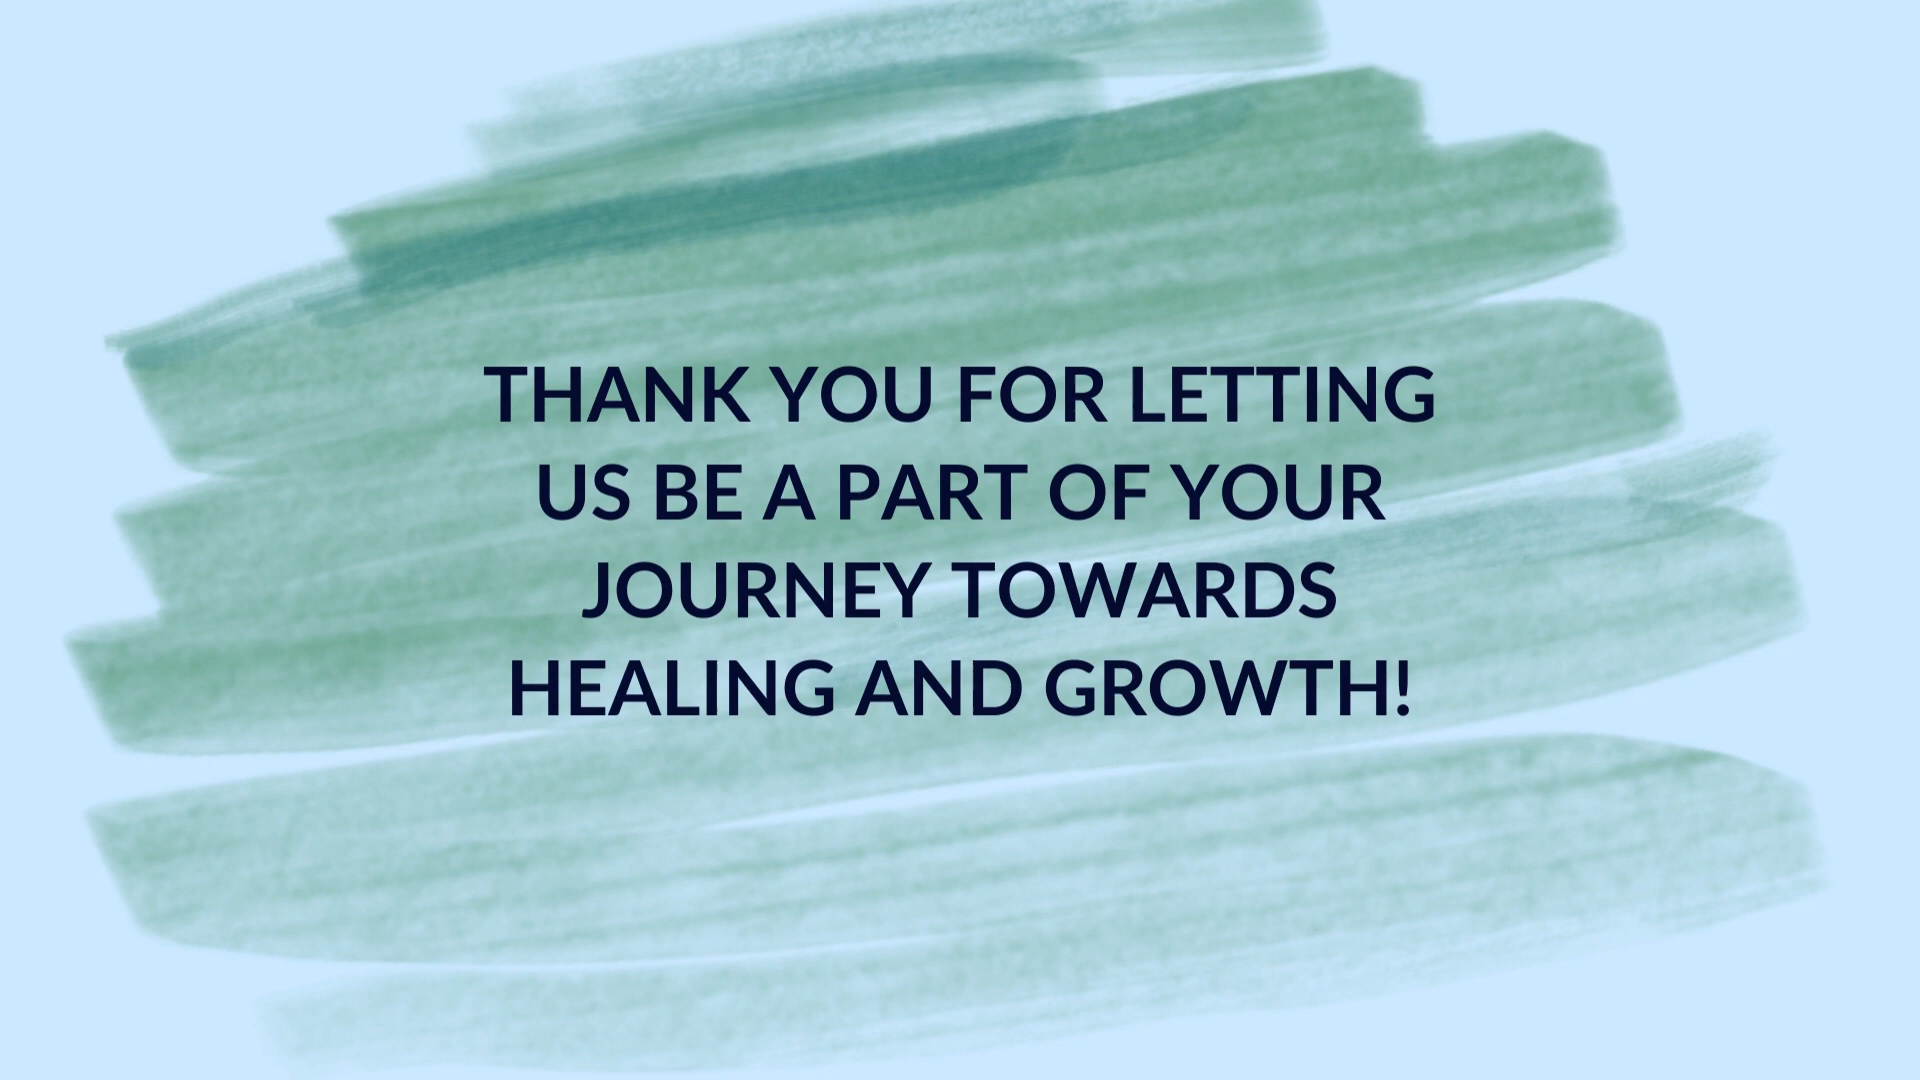 THANK YOU FOR LETTING
US BE A PART OF YOUR
JOURNEY TOWARDS
HEALING AND GROWTH!